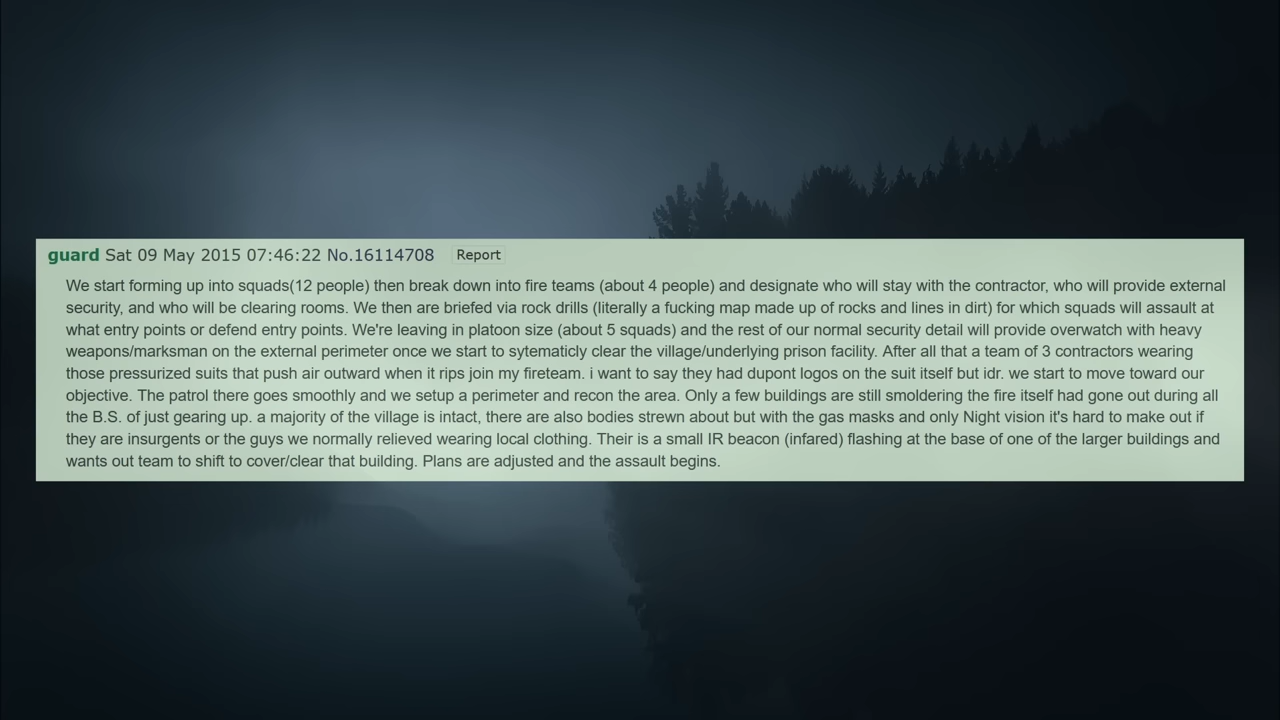 guard Sat 09 May 2015 07:46:22 No.16114708 Report
We start forming up into squads(12 people) then break down into fire teams (about 4 people) and designate who will stay with the contractor, who will provide external
security, and who will be clearing rooms. We then are briefed via rock drills (literally a fucking map made up of rocks and lines in dirt) for which squads will assault at
what entry points or defend entry points. We're leaving in platoon size (about 5 squads) and the rest of our normal security detail will provide overwatch with heavy
weapons/marksman on the external perimeter once we start to sytematicly clear the village/underlying prison facility. After all that a team of 3 contractors wearing
those pressurized suits that push air outward when it rips join my fireteam. i want to say they had dupont logos on the suit itself but idr. we start to move toward our
objective. The patrol there goes smoothly and we setup a perimeter and recon the area. Only a few buildings are still smoldering the fire itself had gone out during all
the B.S. of just gearing up. a majority of the village is intact, there are also bodies strewn about but with the gas masks and only Night vision it's hard to make out if
they are insurgents or the guys we normally relieved wearing local clothing. Their is a small IR beacon (infared) flashing at the base of one of the larger buildings and
wants out team to shift to cover/clear that building. Plans are adjusted and the assault begins.